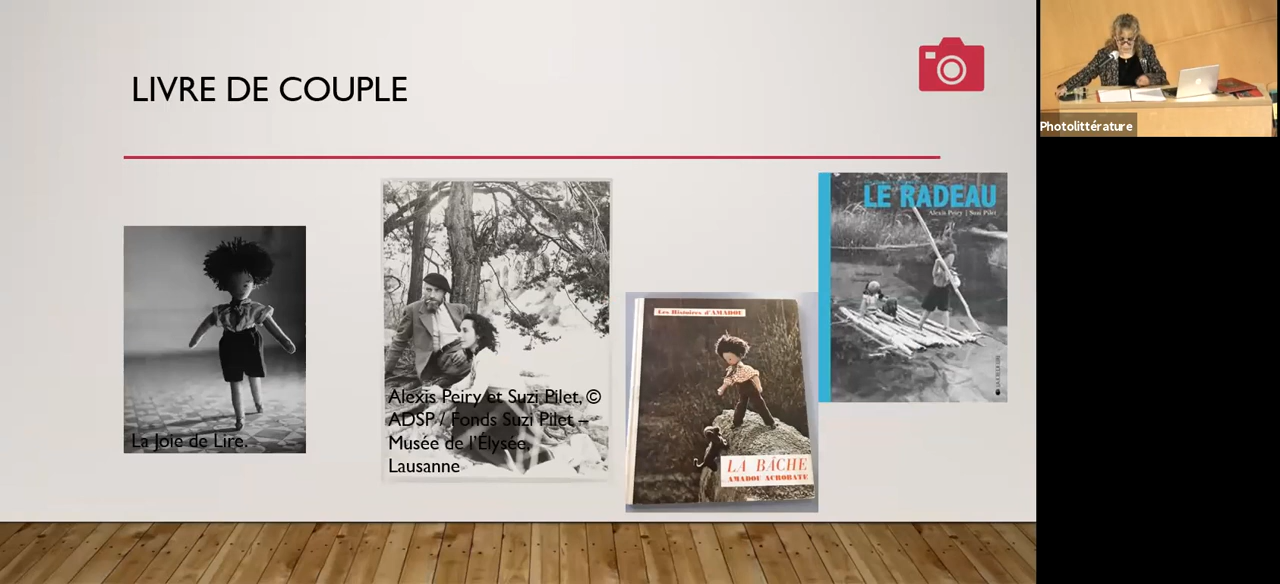 LIVRE DE COUPLE
Photolittérature
La Joie de Lire.
Alexis Peiry et Suzi Pilet, ©
ADSP / Fonds Suzi Pilet –
Musée de l'Élysée,
Lausanne
Les Histoires d'AMADOU
LA BÂCHE
AMADOU ACROBATE
LE RADEAU
Alexis Peiry | Suzi Pilet